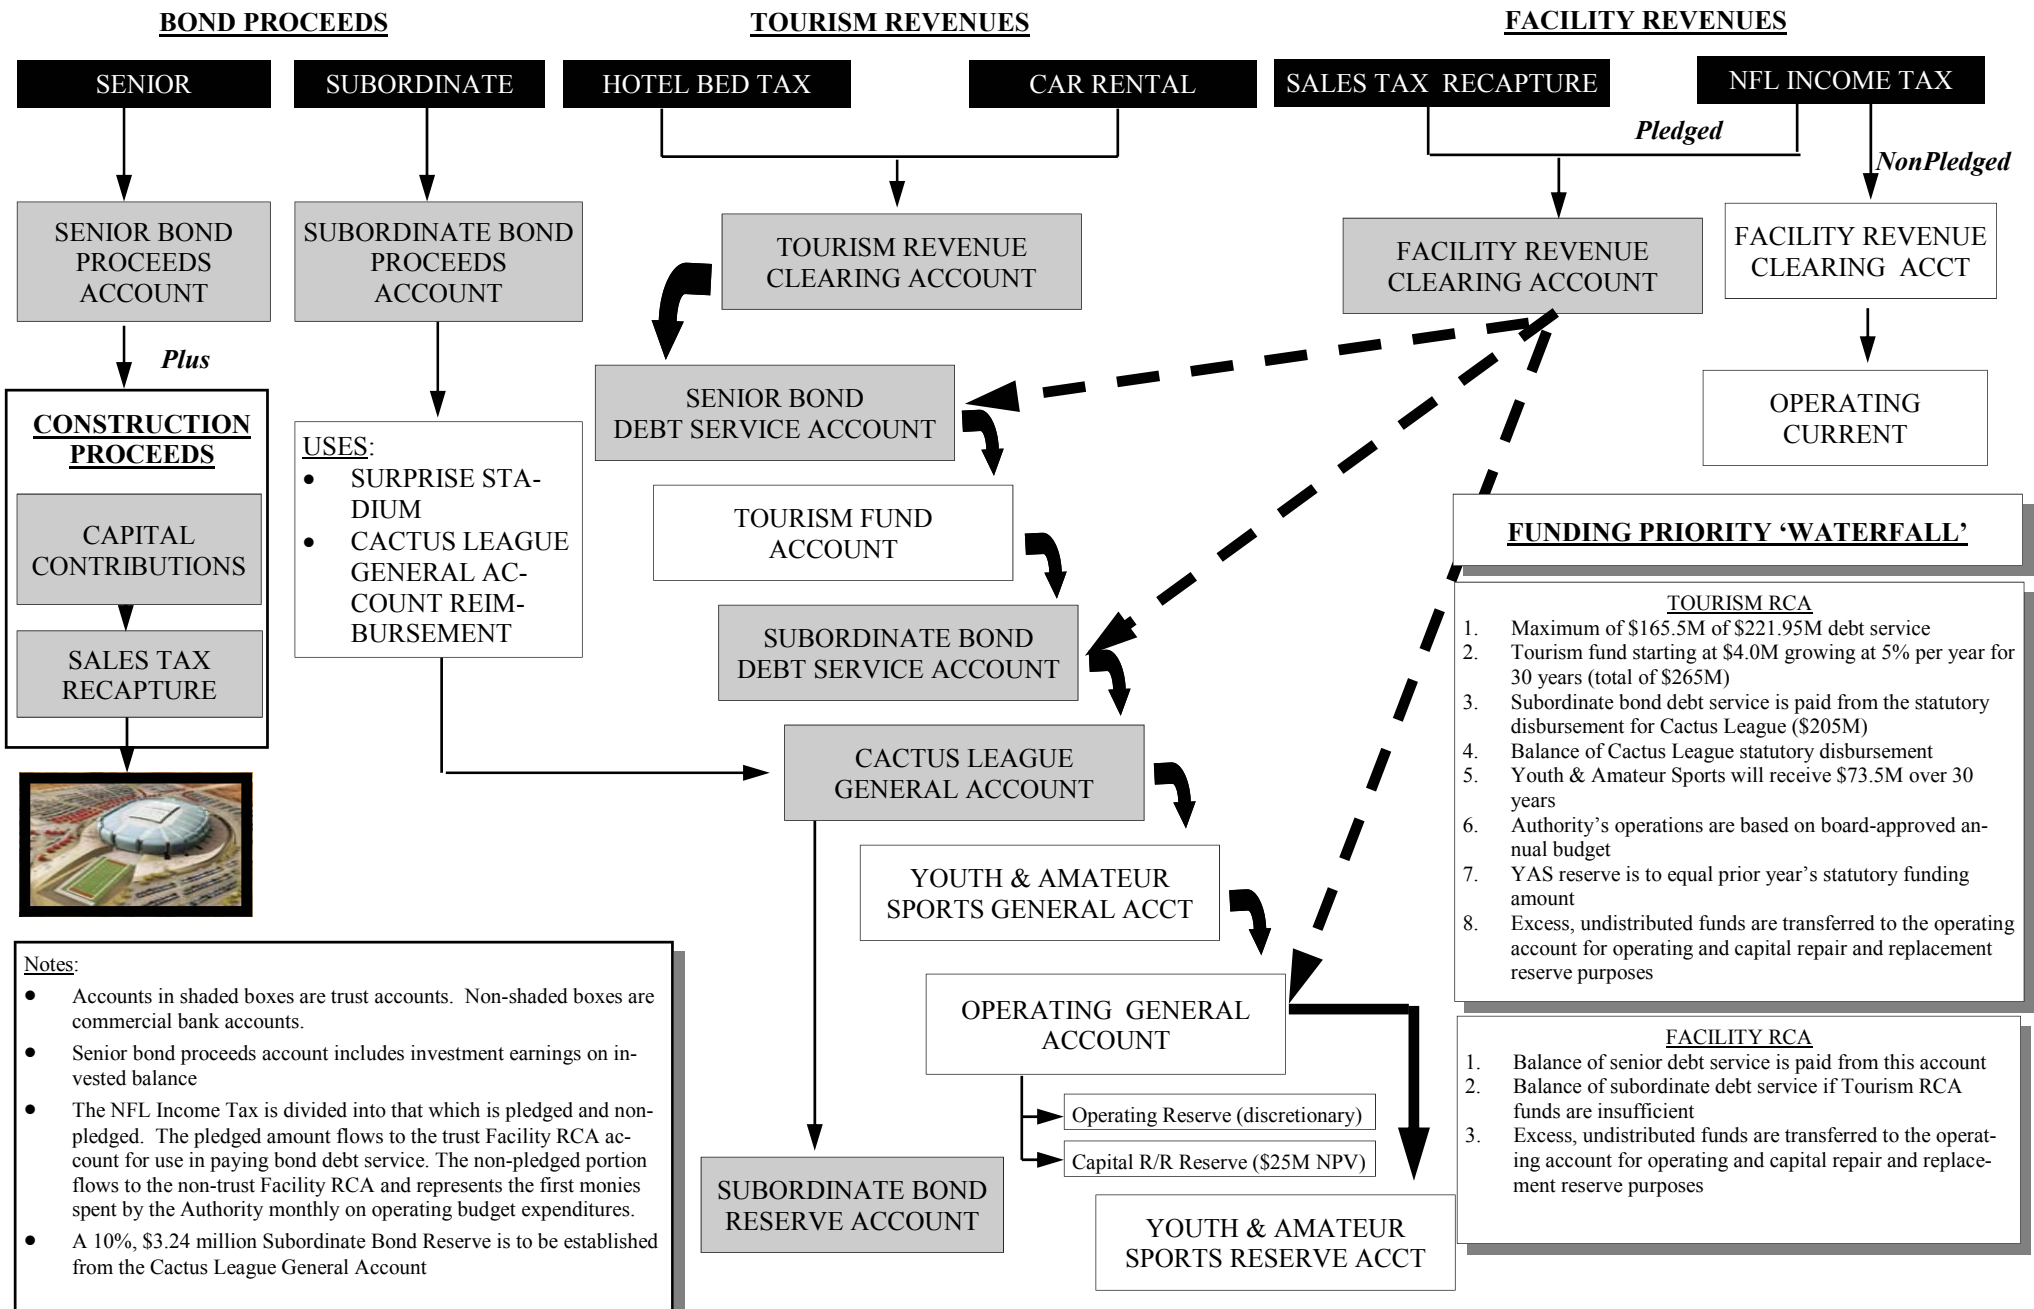 BOND PROCEEDS
TOURISM REVENUES
FACILITY REVENUES
SENIOR
SUBORDINATE
HOTEL BED TAX
CAR RENTAL
SALES TAX RECAPTURE
NFL INCOME TAX
Pledged
NonPledged
SENIOR BOND
PROCEEDS
ACCOUNT
SUBORDINATE BOND
PROCEEDS
ACCOUNT
TOURISM REVENUE
CLEARING ACCOUNT
FACILITY REVENUE
CLEARING ACCOUNT
FACILITY REVENUE
CLEARING ACCT
Plus
CONSTRUCTION
PROCEEDS
CAPITAL
CONTRIBUTIONS
SALES TAX
RECAPTURE
USES:
• SURPRISE STA-
DIUM
• CACTUS LEAGUE
GENERAL AC-
COUNT REIM-
BURSEMENT
SENIOR BOND
DEBT SERVICE ACCOUNT
TOURISM FUND
ACCOUNT
SUBORDINATE BOND
DEBT SERVICE ACCOUNT
CACTUS LEAGUE
GENERAL ACCOUNT
YOUTH & AMATEUR
SPORTS GENERAL ACCT
OPERATING GENERAL
ACCOUNT
Operating Reserve (discretionary)
Capital R/R Reserve ($25M NPV)
SUBORDINATE BOND
RESERVE ACCOUNT
YOUTH & AMATEUR
SPORTS RESERVE ACCT
OPERATING
CURRENT
FUNDING PRIORITY ‘WATERFALL’
TOURISM RCA
1. Maximum of $165.5M of $221.95M debt service
2. Tourism fund starting at $4.0M growing at 5% per year for
30 years (total of $265M)
3. Subordinate bond debt service is paid from the statutory
disbursement for Cactus League ($205M)
4. Balance of Cactus League statutory disbursement
5. Youth & Amateur Sports will receive $73.5M over 30
years
6. Authority’s operations are based on board-approved an-
nual budget
7. YAS reserve is to equal prior year’s statutory funding
amount
8. Excess, undistributed funds are transferred to the operating
account for operating and capital repair and replacement
reserve purposes
FACILITY RCA
1. Balance of senior debt service is paid from this account
2. Balance of subordinate debt service if Tourism RCA
funds are insufficient
3. Excess, undistributed funds are transferred to the operat-
ing account for operating and capital repair and replace-
ment reserve purposes
Notes:
• Accounts in shaded boxes are trust accounts. Non-shaded boxes are
commercial bank accounts.
• Senior bond proceeds account includes investment earnings on in-
vested balance
• The NFL Income Tax is divided into that which is pledged and non-
pledged. The pledged amount flows to the trust Facility RCA ac-
count for use in paying bond debt service. The non-pledged portion
flows to the non-trust Facility RCA and represents the first monies
spent by the Authority monthly on operating budget expenditures.
• A 10%, $3.24 million Subordinate Bond Reserve is to be established
from the Cactus League General Account